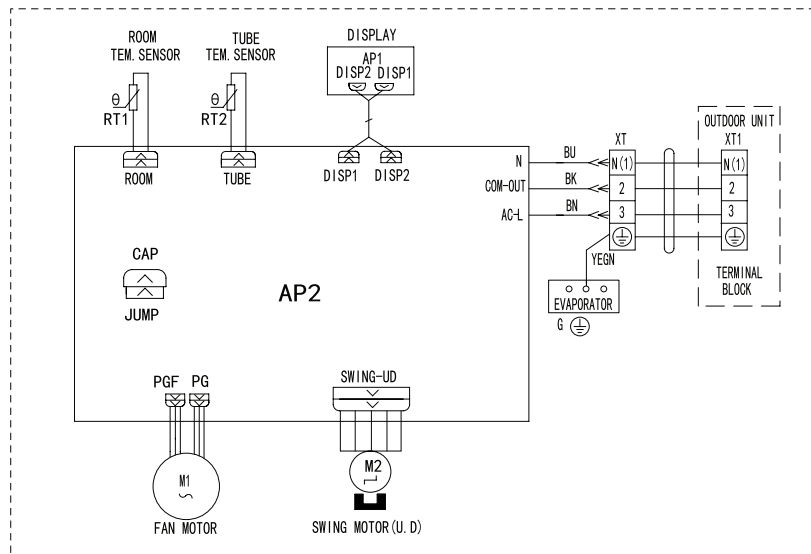 ROOM
TEM. SENSOR
θ
RT1
ROOM
TUBE
TEM. SENSOR
θ
RT2
TUBE
DISPLAY
AP1
DISP2 DISP1
DISP1 DISP2
N
COM-OUT
AC-L
BU
BK
BN
XT
N(1)
2
3
YEGN
EVAPORATOR
G
OUTDOOR UNIT
XT1
N(1)
2
3
TERMINAL
BLOCK
CAP
JUMP
AP2
PGF PG
M1
FAN MOTOR
SWING-UD
M2
SWING MOTOR(U.D)